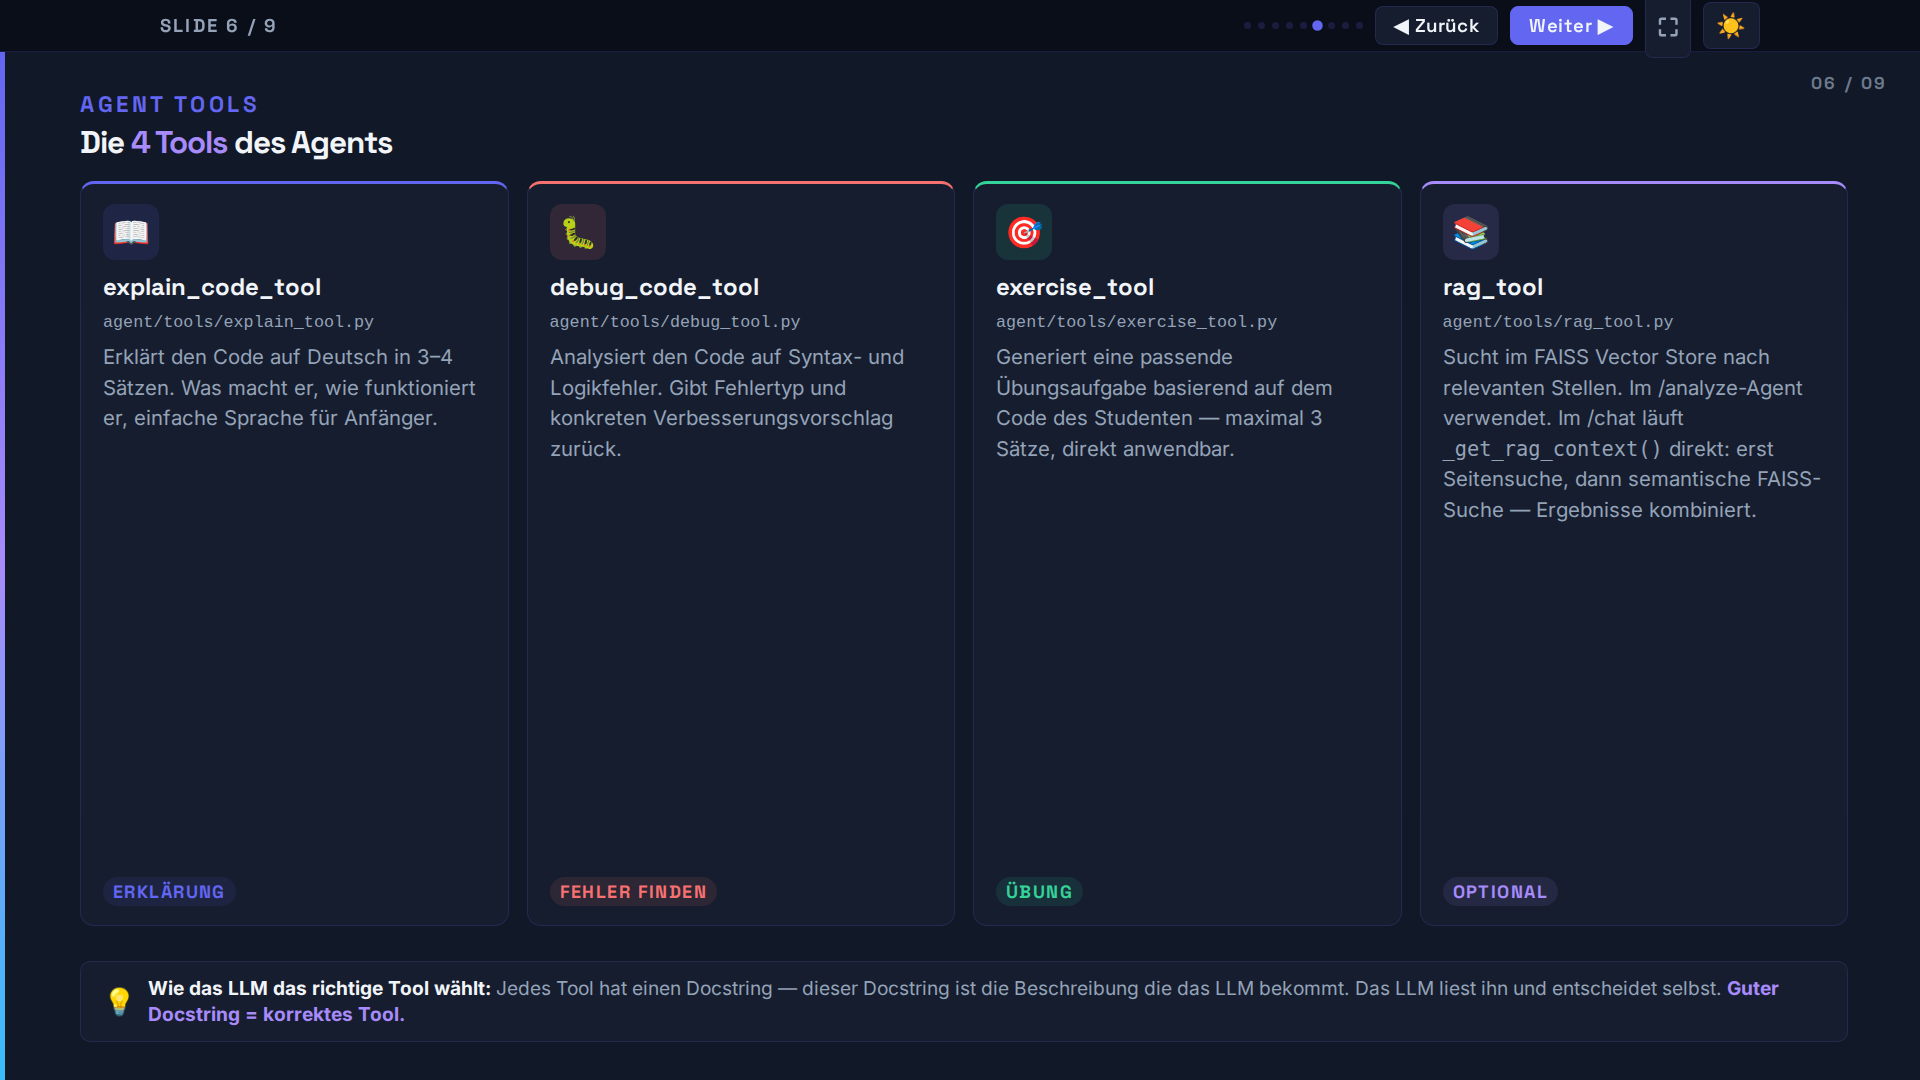 SLIDE 6 / 9
◀ Zurück
Weiter ▶
06 / 09
AGENT TOOLS
Die 4 Tools des Agents
explain_code_tool
agent/tools/explain_tool.py
Erklärt den Code auf Deutsch in 3–4
Sätzen. Was macht er, wie funktioniert
er, einfache Sprache für Anfänger.
ERKLÄRUNG
debug_code_tool
agent/tools/debug_tool.py
Analysiert den Code auf Syntax- und
Logikfehler. Gibt Fehlertyp und
konkreten Verbesserungsvorschlag
zurück.
FEHLER FINDEN
exercise_tool
agent/tools/exercise_tool.py
Generiert eine passende
Übungsaufgabe basierend auf dem
Code des Studenten — maximal 3
Sätze, direkt anwendbar.
ÜBUNG
rag_tool
agent/tools/rag_tool.py
Sucht im FAISS Vector Store nach
relevanten Stellen. Im /analyze-Agent
verwendet. Im /chat läuft
_get_rag_context() direkt: erst
Seitensuche, dann semantische FAISS-
Suche — Ergebnisse kombiniert.
OPTIONAL
Wie das LLM das richtige Tool wählt: Jedes Tool hat einen Docstring — dieser Docstring ist die Beschreibung die das LLM bekommt. Das LLM liest ihn und entscheidet selbst. Guter
Docstring = korrektes Tool.